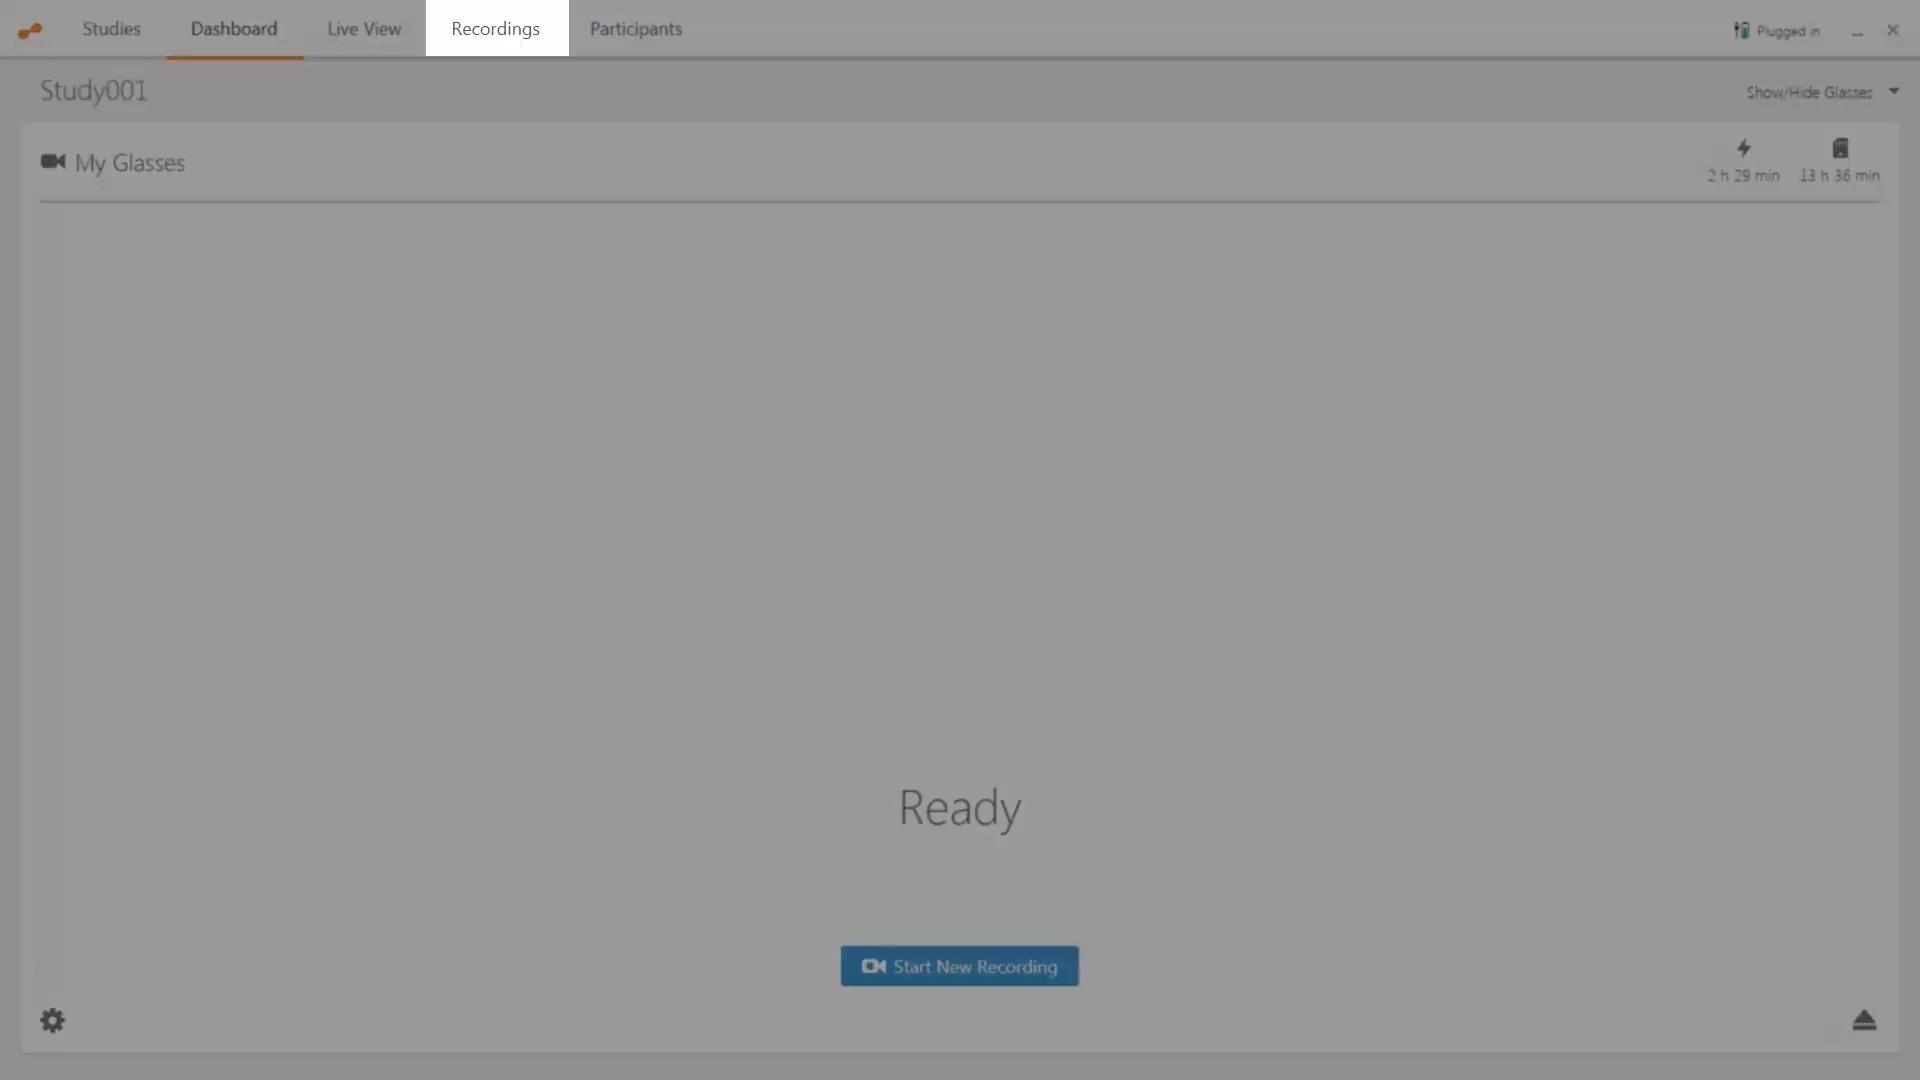 Studies Dashboard Live View Recordings Participants Plugged in
Study001 Show/Hide Glasses
My Glasses 2 h 29 min 13 h 36 min
Ready
Start New Recording